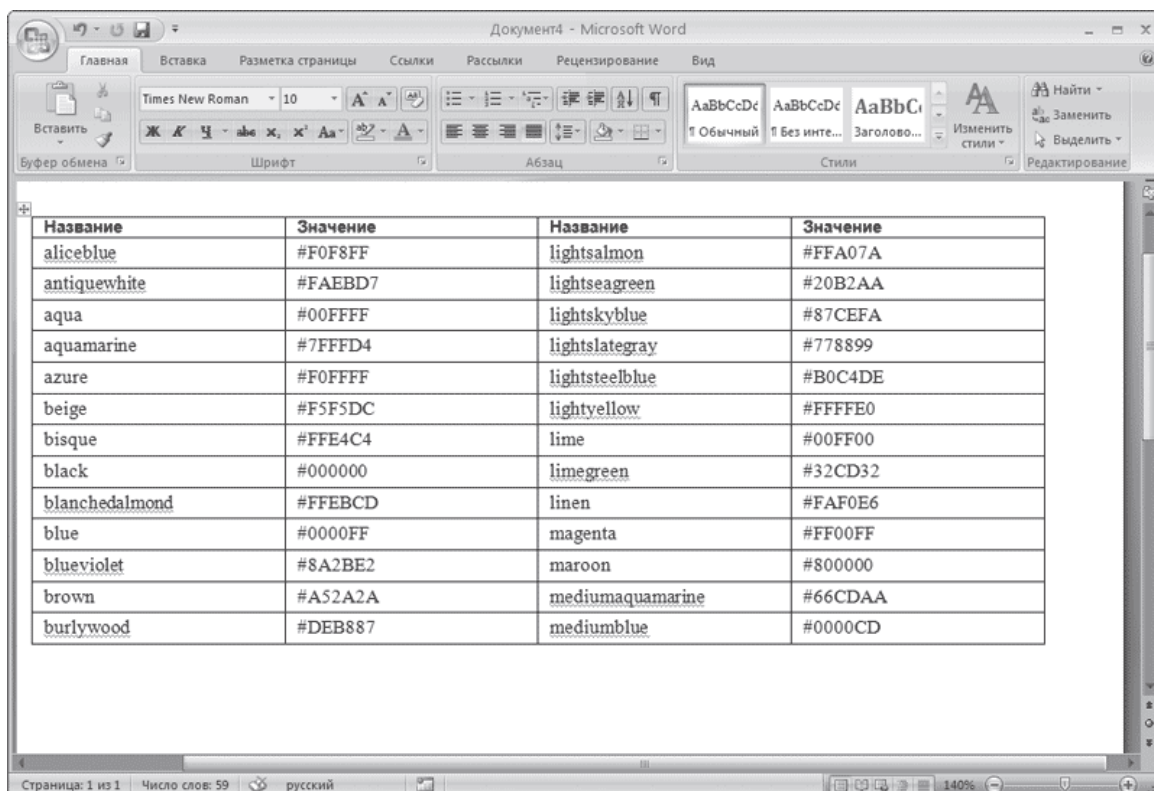 Документ4 - Microsoft Word
Главная Вставка Разметка страницы Ссылки Рассылки Рецензирование Вид
Times New Roman 10
Вставить
Ж К Ч abc x, x² Aa А
AaBbCcDc AaBbCcDc AaBbCc
¶ Обычный ¶ Без инте... Заголово...
Изменить стили
Найти
Заменить
Выделить
Буфер обмена Шрифт Абзац Стили Редактирование
Название Значение Название Значение
aliceblue #F0F8FF lightsalmon #FFA07A
antiquewhite #FAEBD7 lightseagreen #20B2AA
aqua #00FFFF lightskyblue #87CEFA
aquamarine #7FFFD4 lightslategray #778899
azure #F0FFFF lightsteelblue #B0C4DE
beige #F5F5DC lightyellow #FFFFE0
bisque #FFE4C4 lime #00FF00
black #000000 limegreen #32CD32
blanchedalmond #FFEBCD linen #FAF0E6
blue #0000FF magenta #FF00FF
blueviolet #8A2BE2 maroon #800000
brown #A52A2A mediumaquamarine #66CDAA
burlywood #DEB887 mediumblue #0000CD
Страница: 1 из 1 Число слов: 59 русский 140%